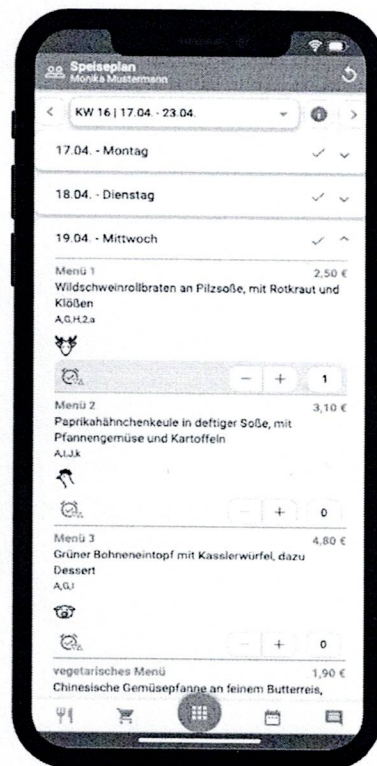 Speiseplan
Monika Mustermann
KW 16 | 17.04. - 23.04.
17.04. - Montag
18.04. - Dienstag
19.04. - Mittwoch
Menü 1 2,50 €
Wildschweinrollbraten an Pilzsoße, mit Rotkraut und
Klößen
A,G,H,2,a
1
Menü 2 3,10 €
Paprikahähnchenkeule in deftiger Soße, mit
Pfannengemüse und Kartoffeln
A,I,J,k
0
Menü 3 4,80 €
Grüner Bohneneintopf mit Kasslerwürfel, dazu
Dessert
A,G,I
0
vegetarisches Menü 1,90 €
Chinesische Gemüsepfanne an feinem Butterreis,